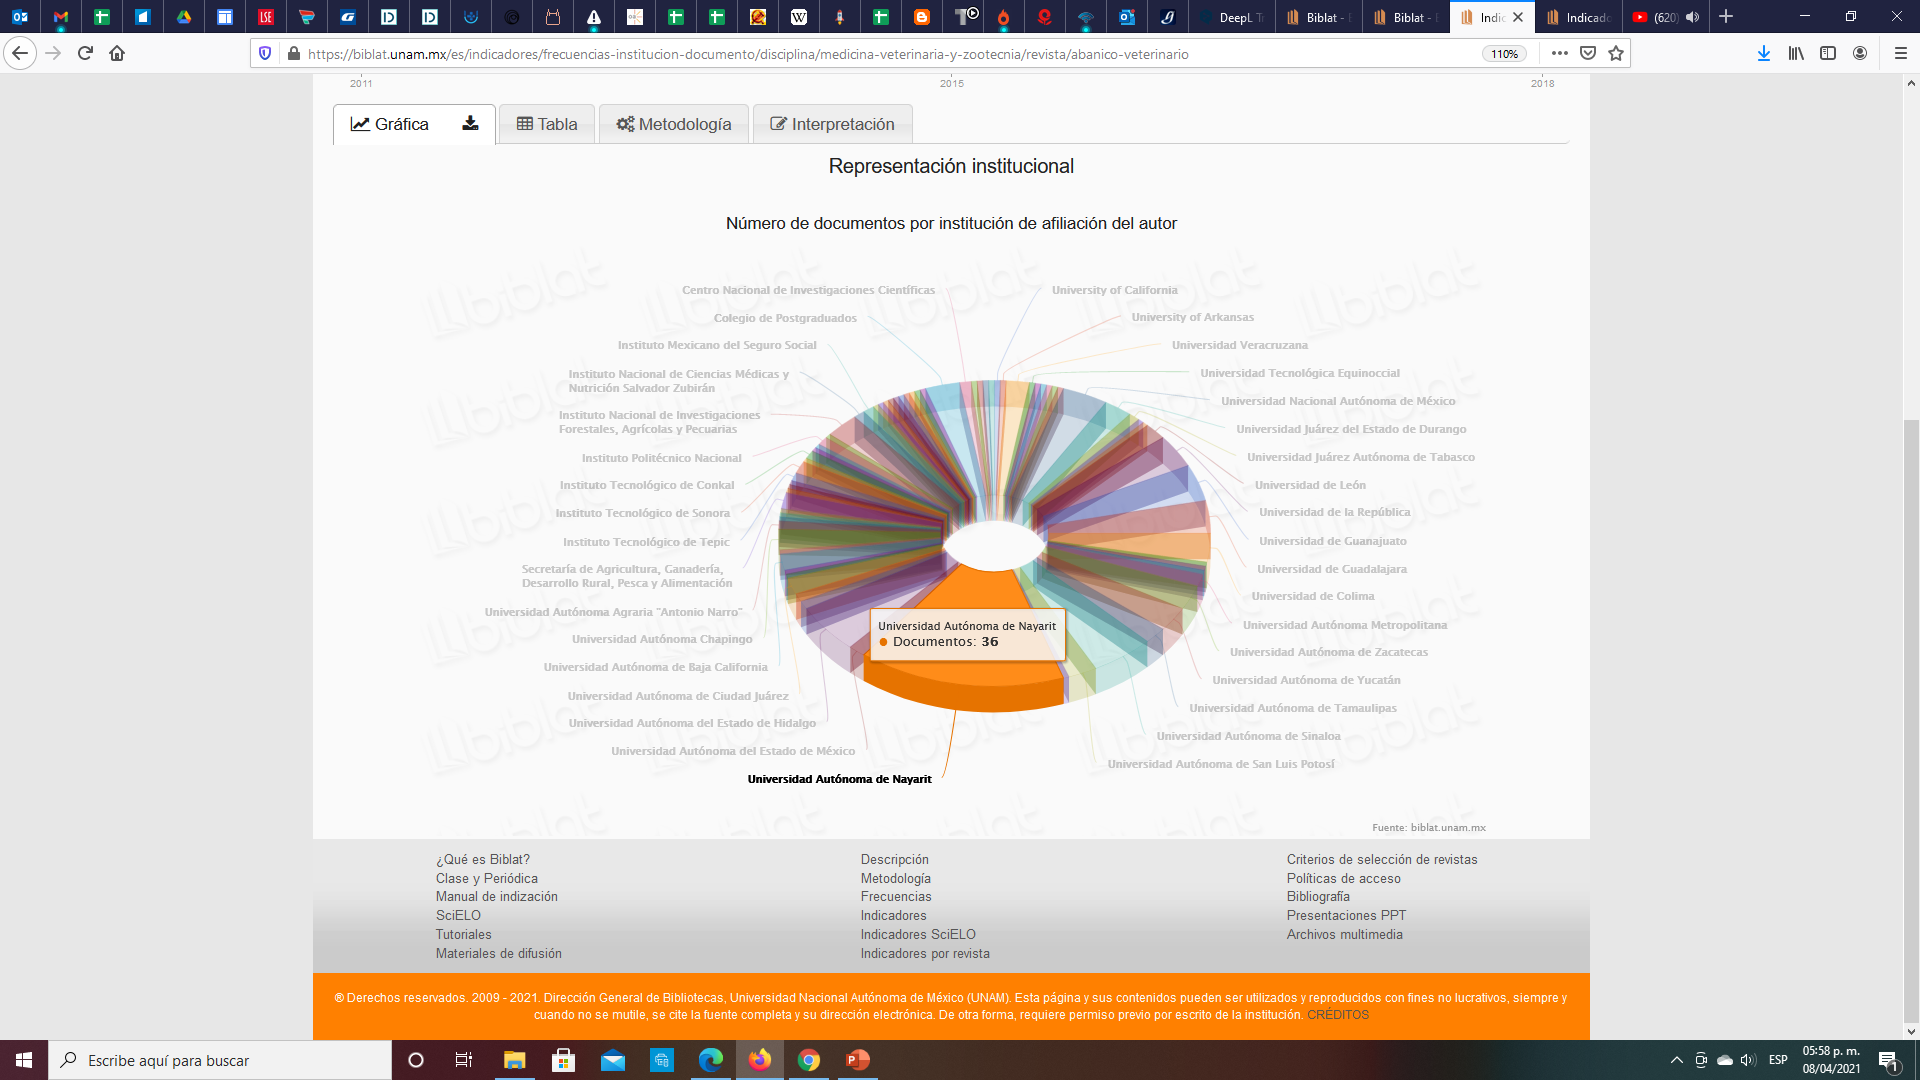 DeepL T
Biblat -
Biblat -
Indic
Indicado
(620)
https://biblat.unam.mx/es/indicadores/frecuencias-institucion-documento/disciplina/medicina-veterinaria-y-zootecnia/revista/abanico-veterinario
110%
2011
2015
2018
Gráfica
Tabla
Metodología
Interpretación
Representación institucional
Número de documentos por institución de afiliación del autor
Centro Nacional de Investigaciones Científicas
University of California
Colegio de Postgraduados
University of Arkansas
Instituto Mexicano del Seguro Social
Universidad Veracruzana
Instituto Nacional de Ciencias Médicas y
Nutrición Salvador Zubirán
Universidad Tecnológica Equinoccial
Universidad Nacional Autónoma de México
Instituto Nacional de Investigaciones
Forestales, Agrícolas y Pecuarias
Universidad Juárez del Estado de Durango
Instituto Politécnico Nacional
Universidad Juárez Autónoma de Tabasco
Instituto Tecnológico de Conkal
Universidad de León
Instituto Tecnológico de Sonora
Universidad de la República
Instituto Tecnológico de Tepic
Universidad de Guanajuato
Secretaría de Agricultura, Ganadería,
Desarrollo Rural, Pesca y Alimentación
Universidad de Guadalajara
Universidad de Colima
Universidad Autónoma Agraria "Antonio Narro"
Universidad Autónoma Metropolitana
Universidad Autónoma de Nayarit
Documentos: 36
Universidad Autónoma Chapingo
Universidad Autónoma de Zacatecas
Universidad Autónoma de Baja California
Universidad Autónoma de Yucatán
Universidad Autónoma de Ciudad Juárez
Universidad Autónoma de Tamaulipas
Universidad Autónoma del Estado de Hidalgo
Universidad Autónoma de Sinaloa
Universidad Autónoma del Estado de México
Universidad Autónoma de San Luis Potosí
Universidad Autónoma de Nayarit
Fuente: biblat.unam.mx
¿Qué es Biblat?
Clase y Periódica
Manual de indización
SciELO
Tutoriales
Materiales de difusión
Descripción
Metodología
Frecuencias
Indicadores
Indicadores SciELO
Indicadores por revista
Criterios de selección de revistas
Políticas de acceso
Bibliografía
Presentaciones PPT
Archivos multimedia
® Derechos reservados. 2009 - 2021. Dirección General de Bibliotecas, Universidad Nacional Autónoma de México (UNAM). Esta página y sus contenidos pueden ser utilizados y reproducidos con fines no lucrativos, siempre y
cuando no se mutile, se cite la fuente completa y su dirección electrónica. De otra forma, requiere permiso previo por escrito de la institución. CRÉDITOS
Escribe aquí para buscar
ESP
05:58 p. m.
08/04/2021
1